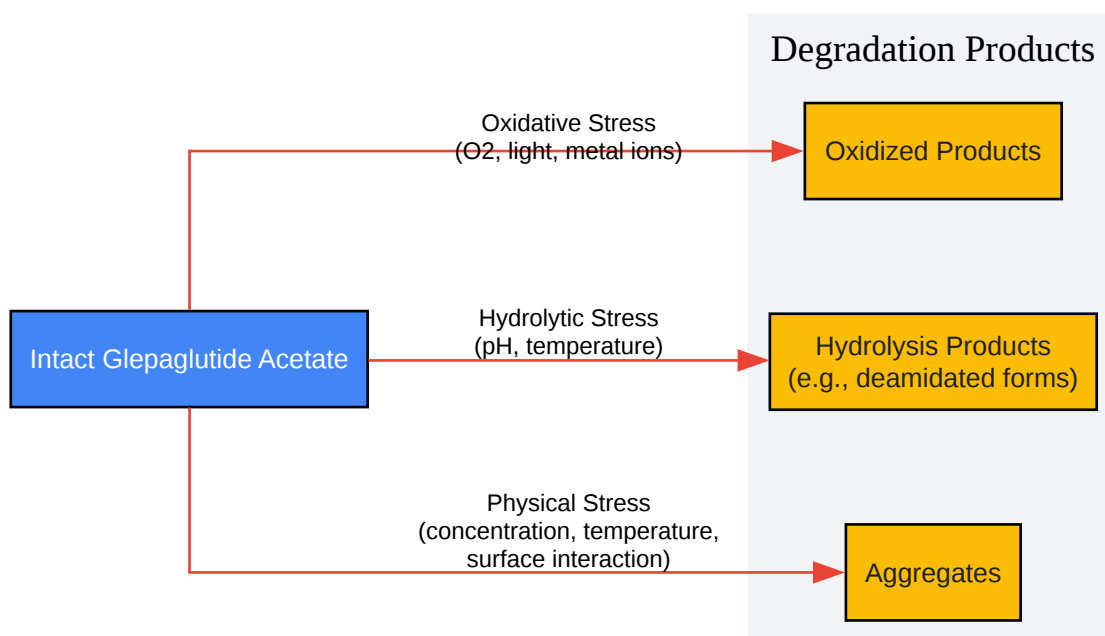 Degradation Products
Oxidative Stress
(O2, light, metal ions)
Oxidized Products
Intact Glepaglutide Acetate
Hydrolytic Stress
(pH, temperature)
Hydrolysis Products
(e.g., deamidated forms)
Physical Stress
(concentration, temperature,
surface interaction)
Aggregates